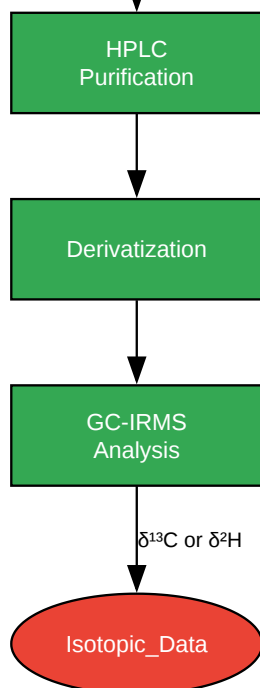 HPLC
Purification
Derivatization
GC-IRMS
Analysis
δ¹³C or δ²H
Isotopic_Data